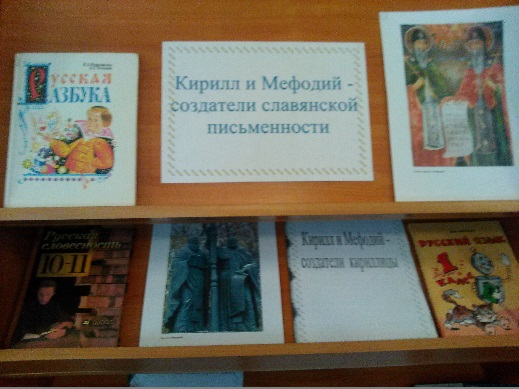 Русская
АЗБУКА
Кирилл и Мефодий -
создатели славянской
письменности
Русская
словесность
10-11
Кирилл и Мефодий -
создатели кириллицы
РУССКИЙ ЯЗЫК
1
КЛАСС